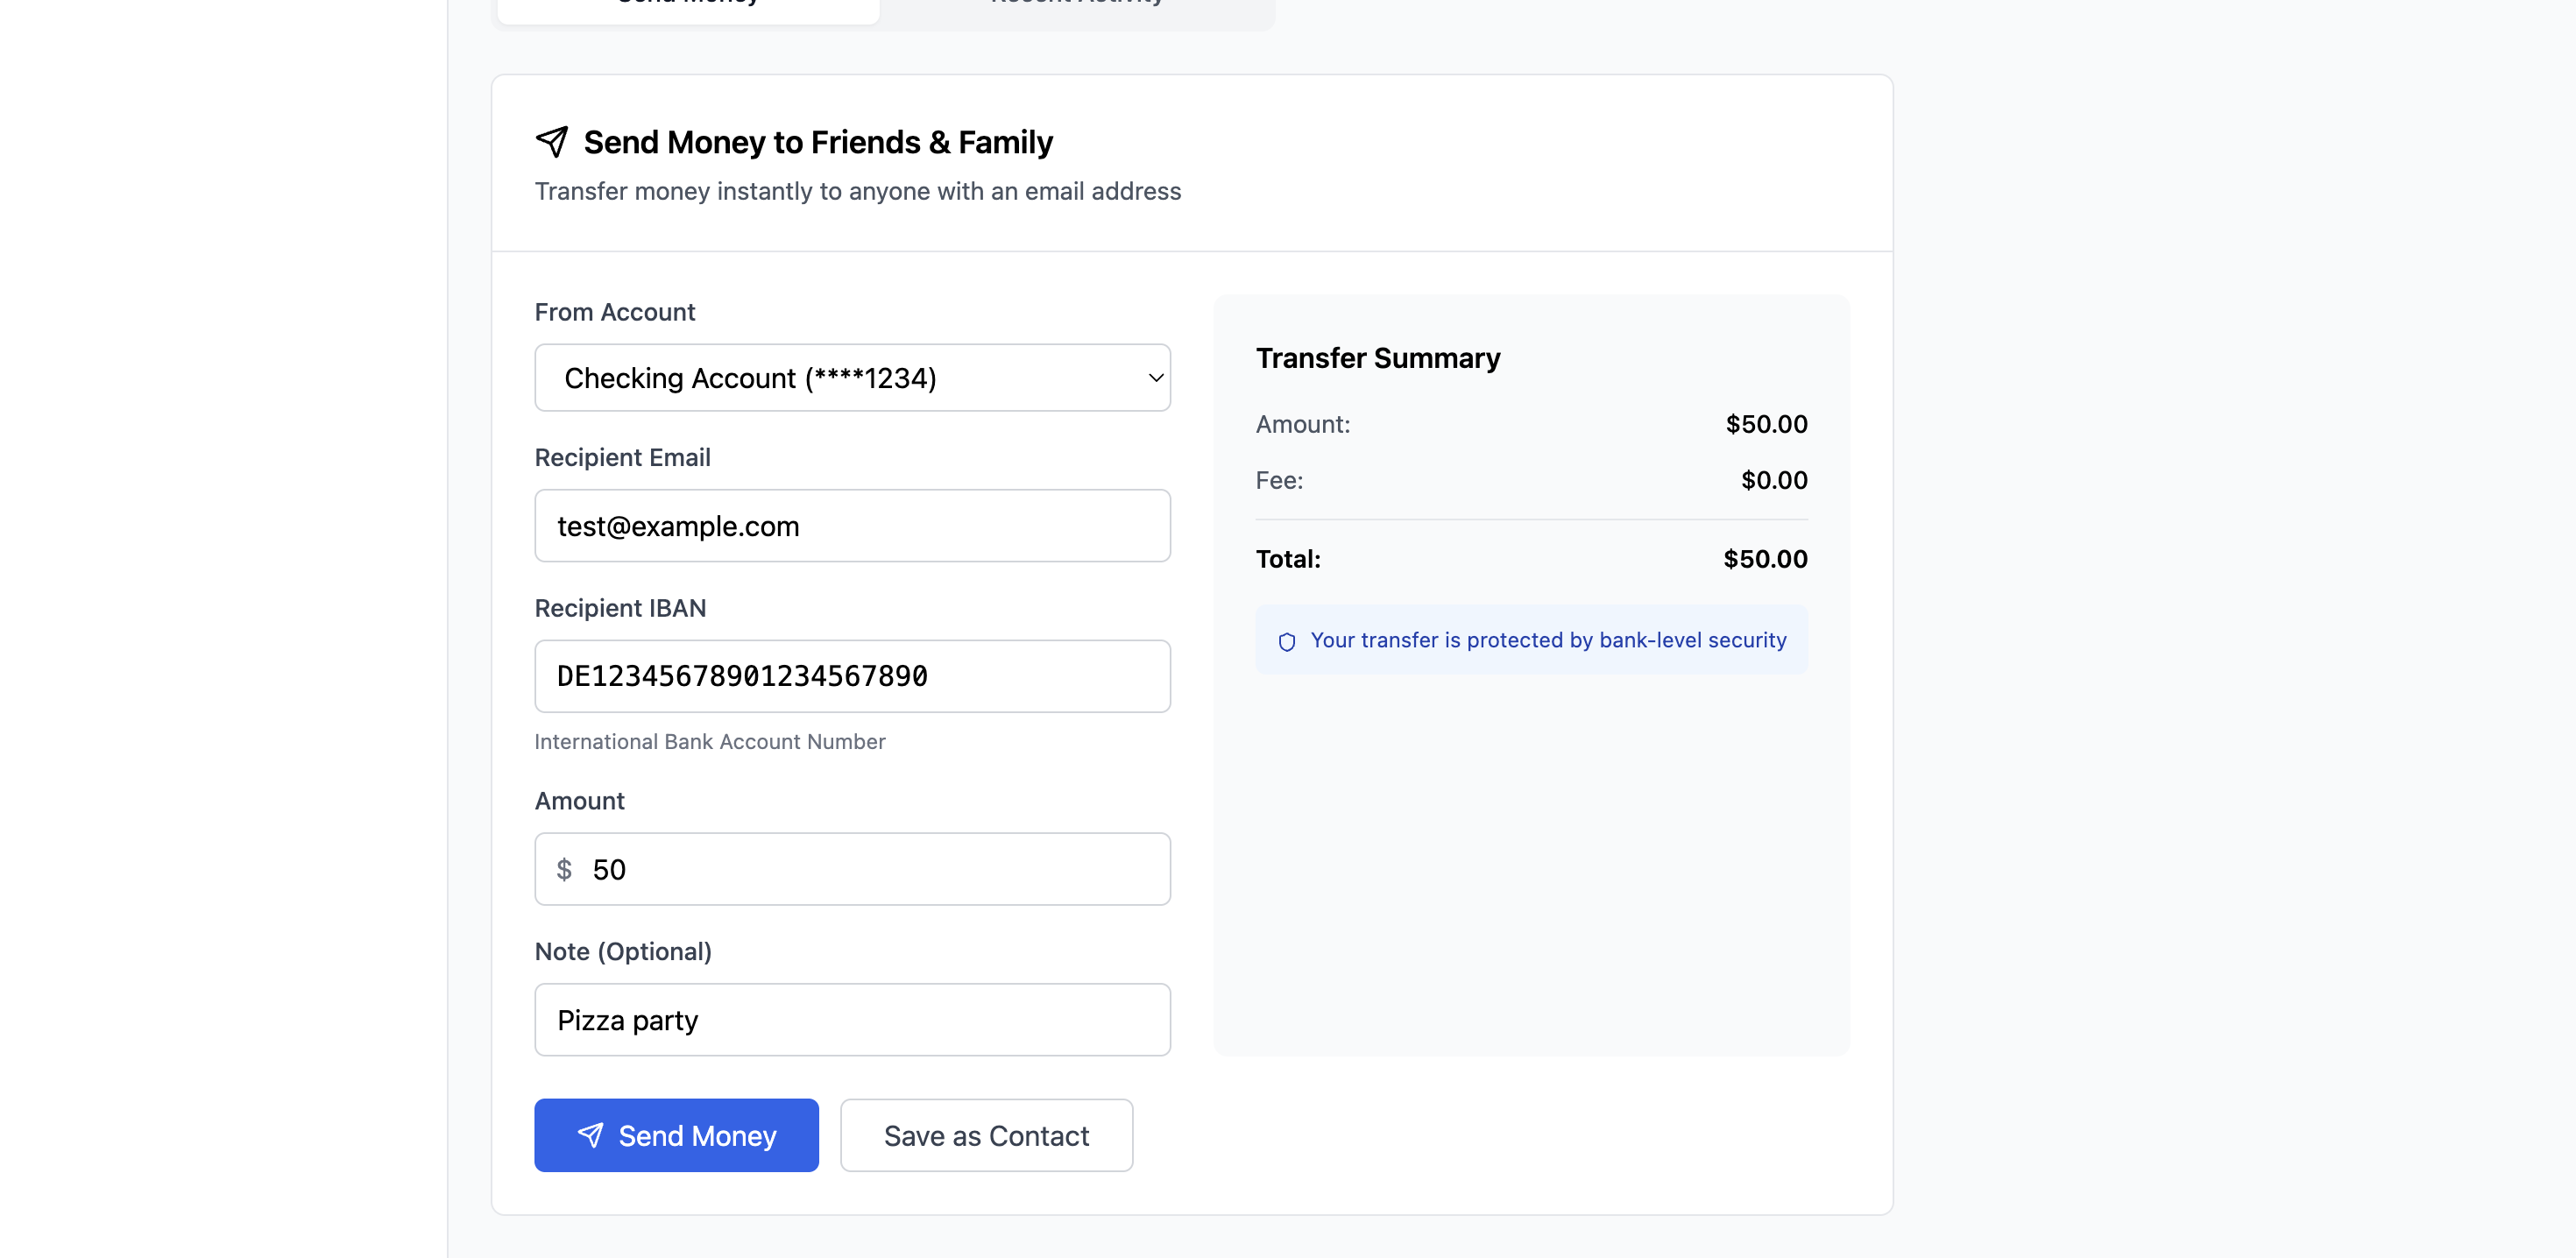 Send Money to Friends & Family
Transfer money instantly to anyone with an email address
From Account
Checking Account (****1234)
Recipient Email
test@example.com
Recipient IBAN
DE12345678901234567890
International Bank Account Number
Amount
$ 50
Note (Optional)
Pizza party
Send Money
Save as Contact
Transfer Summary
Amount: $50.00
Fee: $0.00
Total: $50.00
Your transfer is protected by bank-level security